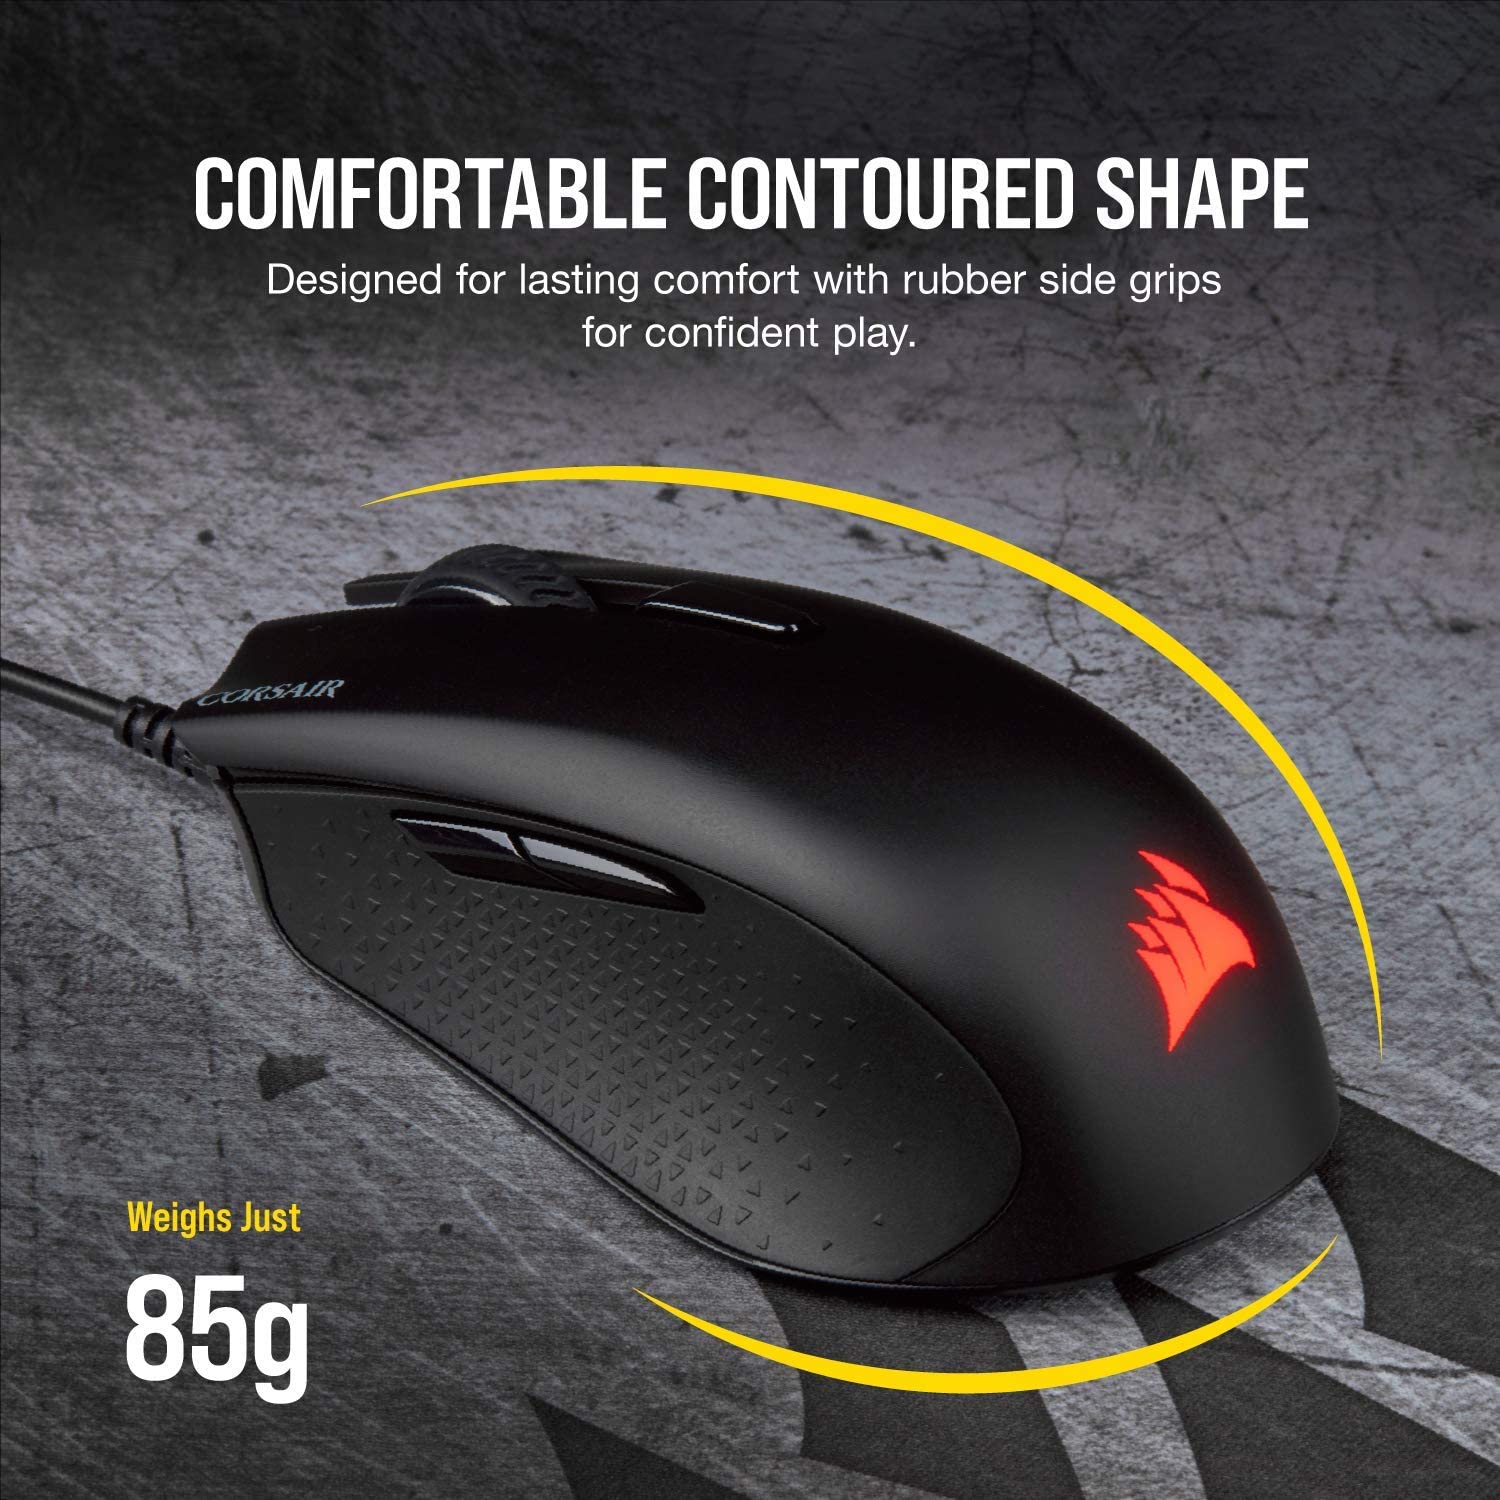 COMFORTABLE CONTOURED SHAPE
Designed for lasting comfort with rubber side grips
for confident play.
CORSAIR
Weighs Just
85g